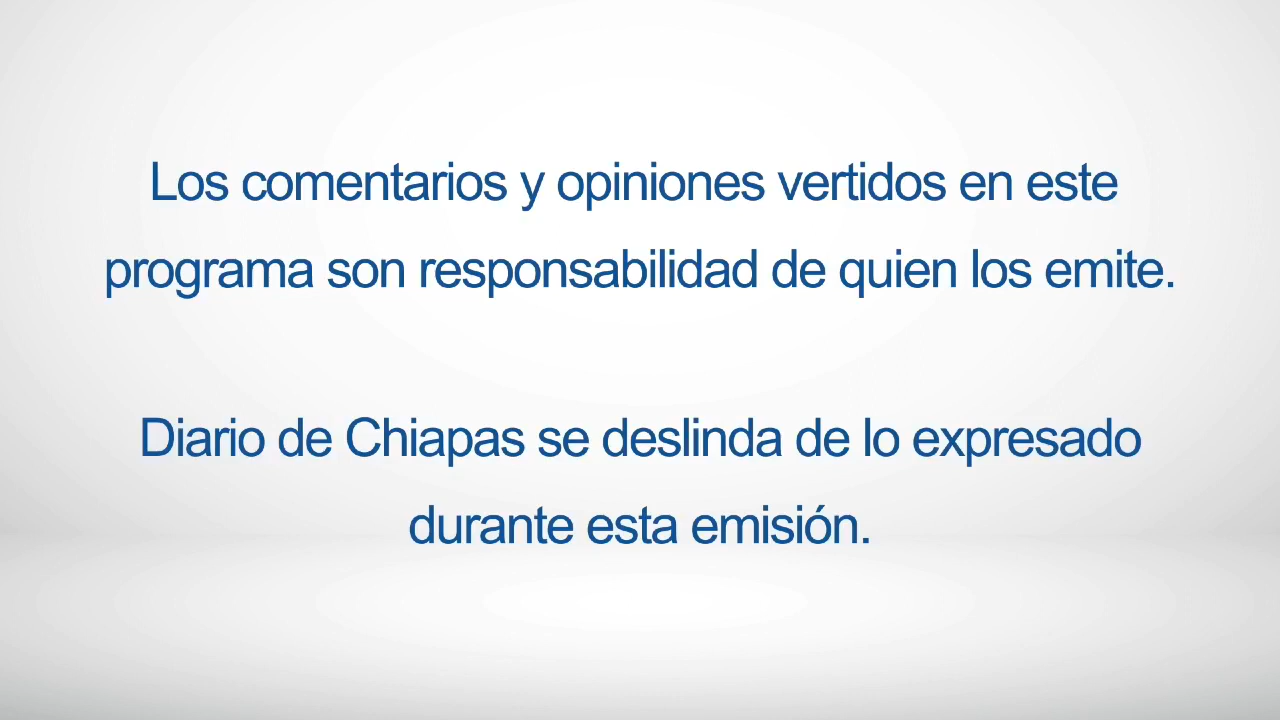 Los comentarios y opiniones vertidos en este
programa son responsabilidad de quien los emite.
Diario de Chiapas se deslinda de lo expresado
durante esta emisión.